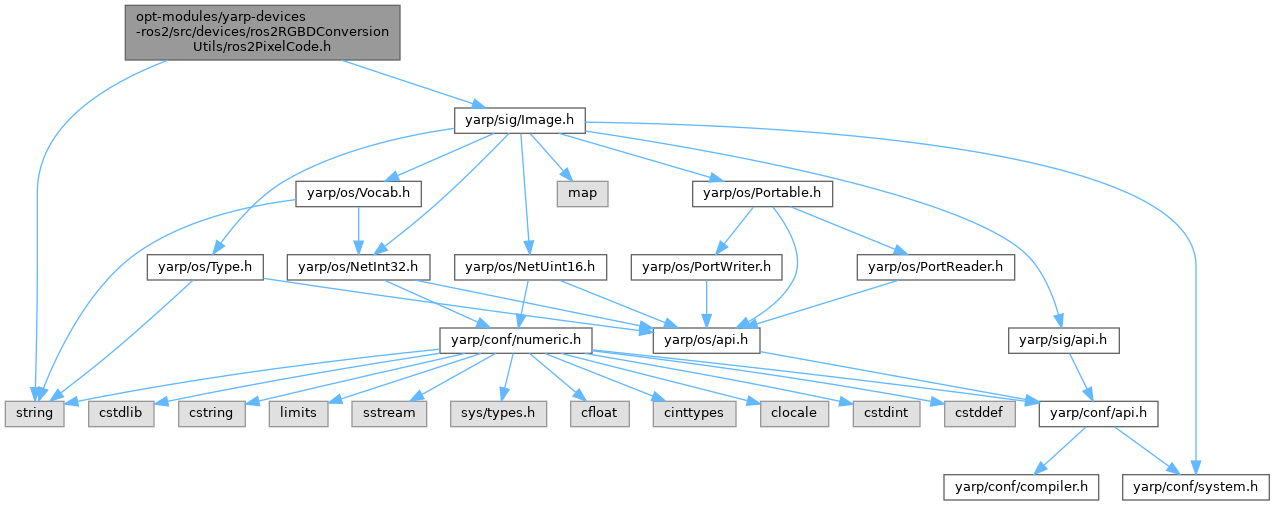 opt-modules/yarp-devices
-ros2/src/devices/ros2RGBDConversion
Utils/ros2PixelCode.h
yarp/sig/Image.h
yarp/os/Vocab.h
map
yarp/os/Portable.h
yarp/os/Type.h
yarp/os/NetInt32.h
yarp/os/NetUint16.h
yarp/os/PortWriter.h
yarp/os/PortReader.h
yarp/conf/numeric.h
yarp/os/api.h
yarp/sig/api.h
string
cstdlib
cstring
limits
sstream
sys/types.h
cfloat
cinttypes
clocale
cstdint
cstddef
yarp/conf/api.h
yarp/conf/compiler.h
yarp/conf/system.h